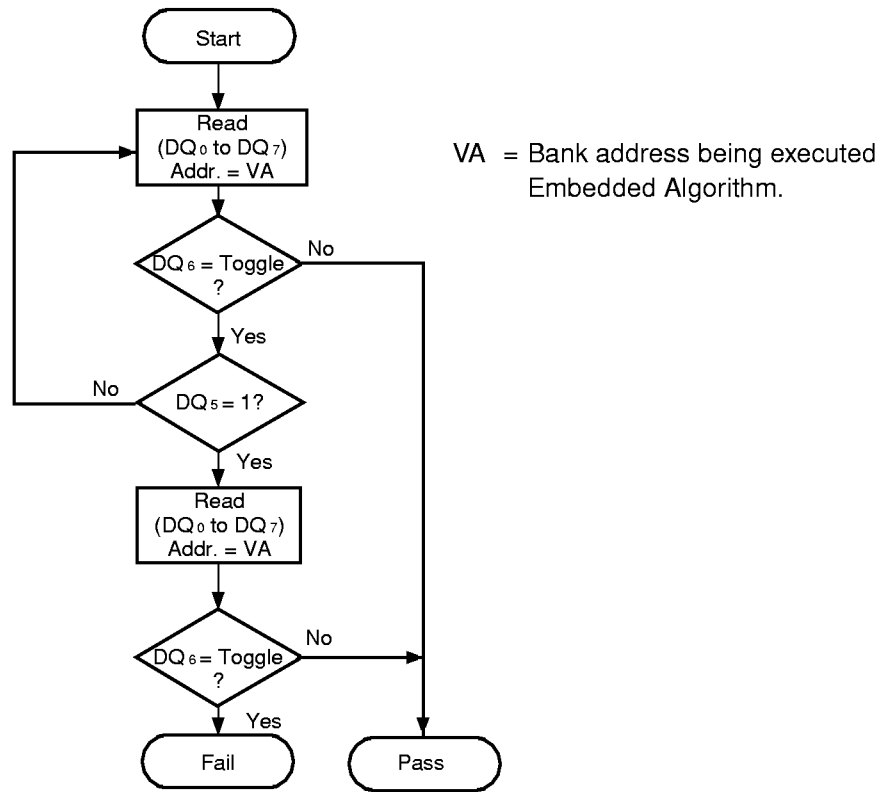 Start
Read
(DQ₀ to DQ₇)
Addr. = VA
VA = Bank address being executed
Embedded Algorithm.
DQ₆ = Toggle
?
No
Yes
DQ₅ = 1?
No
Yes
Read
(DQ₀ to DQ₇)
Addr. = VA
DQ₆ = Toggle
?
No
Yes
Fail
Pass